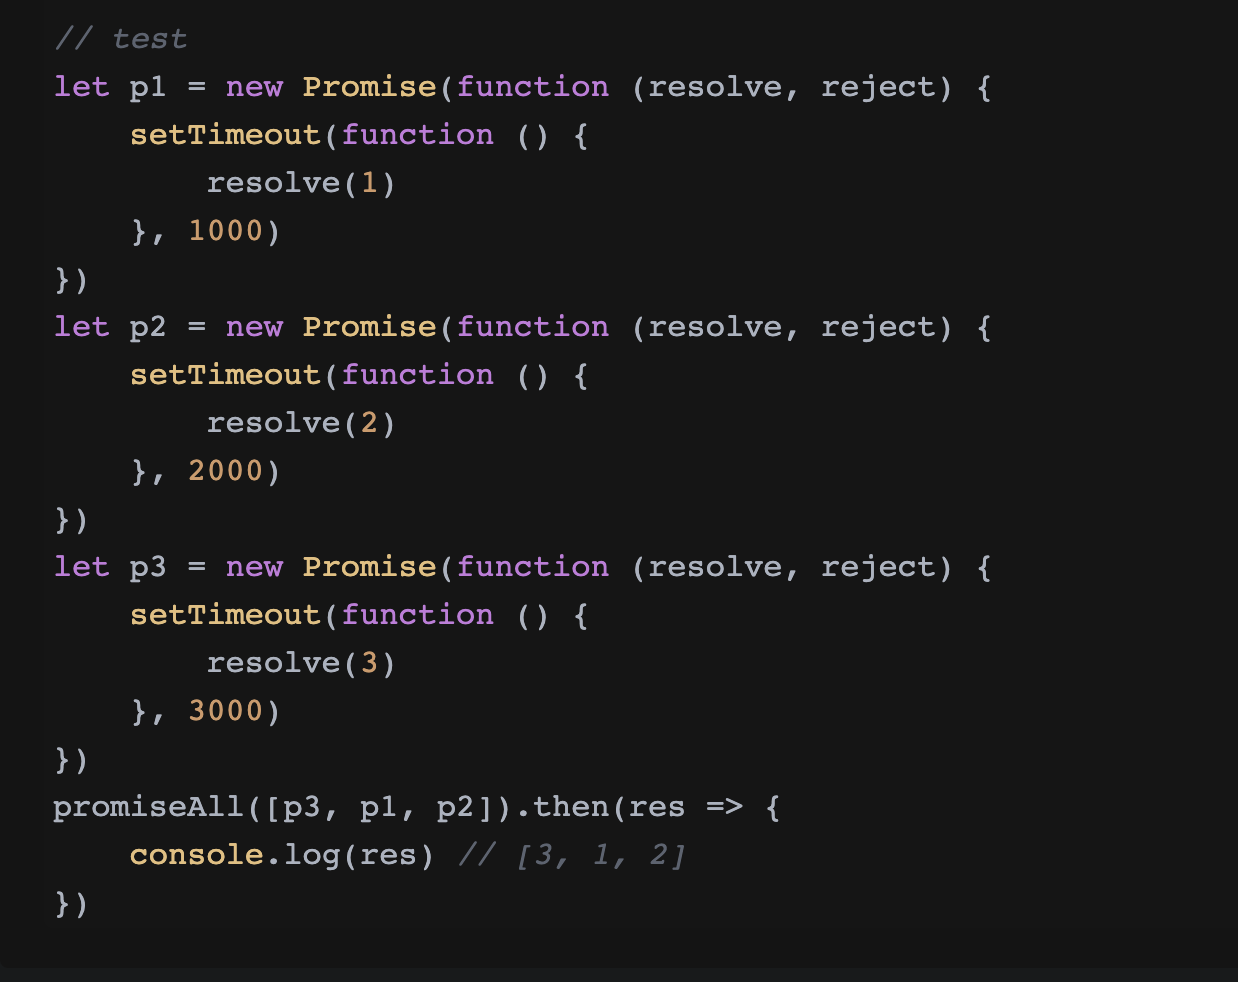 // test
let p1 = new Promise(function (resolve, reject) {
    setTimeout(function () {
        resolve(1)
    }, 1000)
})
let p2 = new Promise(function (resolve, reject) {
    setTimeout(function () {
        resolve(2)
    }, 2000)
})
let p3 = new Promise(function (resolve, reject) {
    setTimeout(function () {
        resolve(3)
    }, 3000)
})
promiseAll([p3, p1, p2]).then(res => {
    console.log(res) // [3, 1, 2]
})